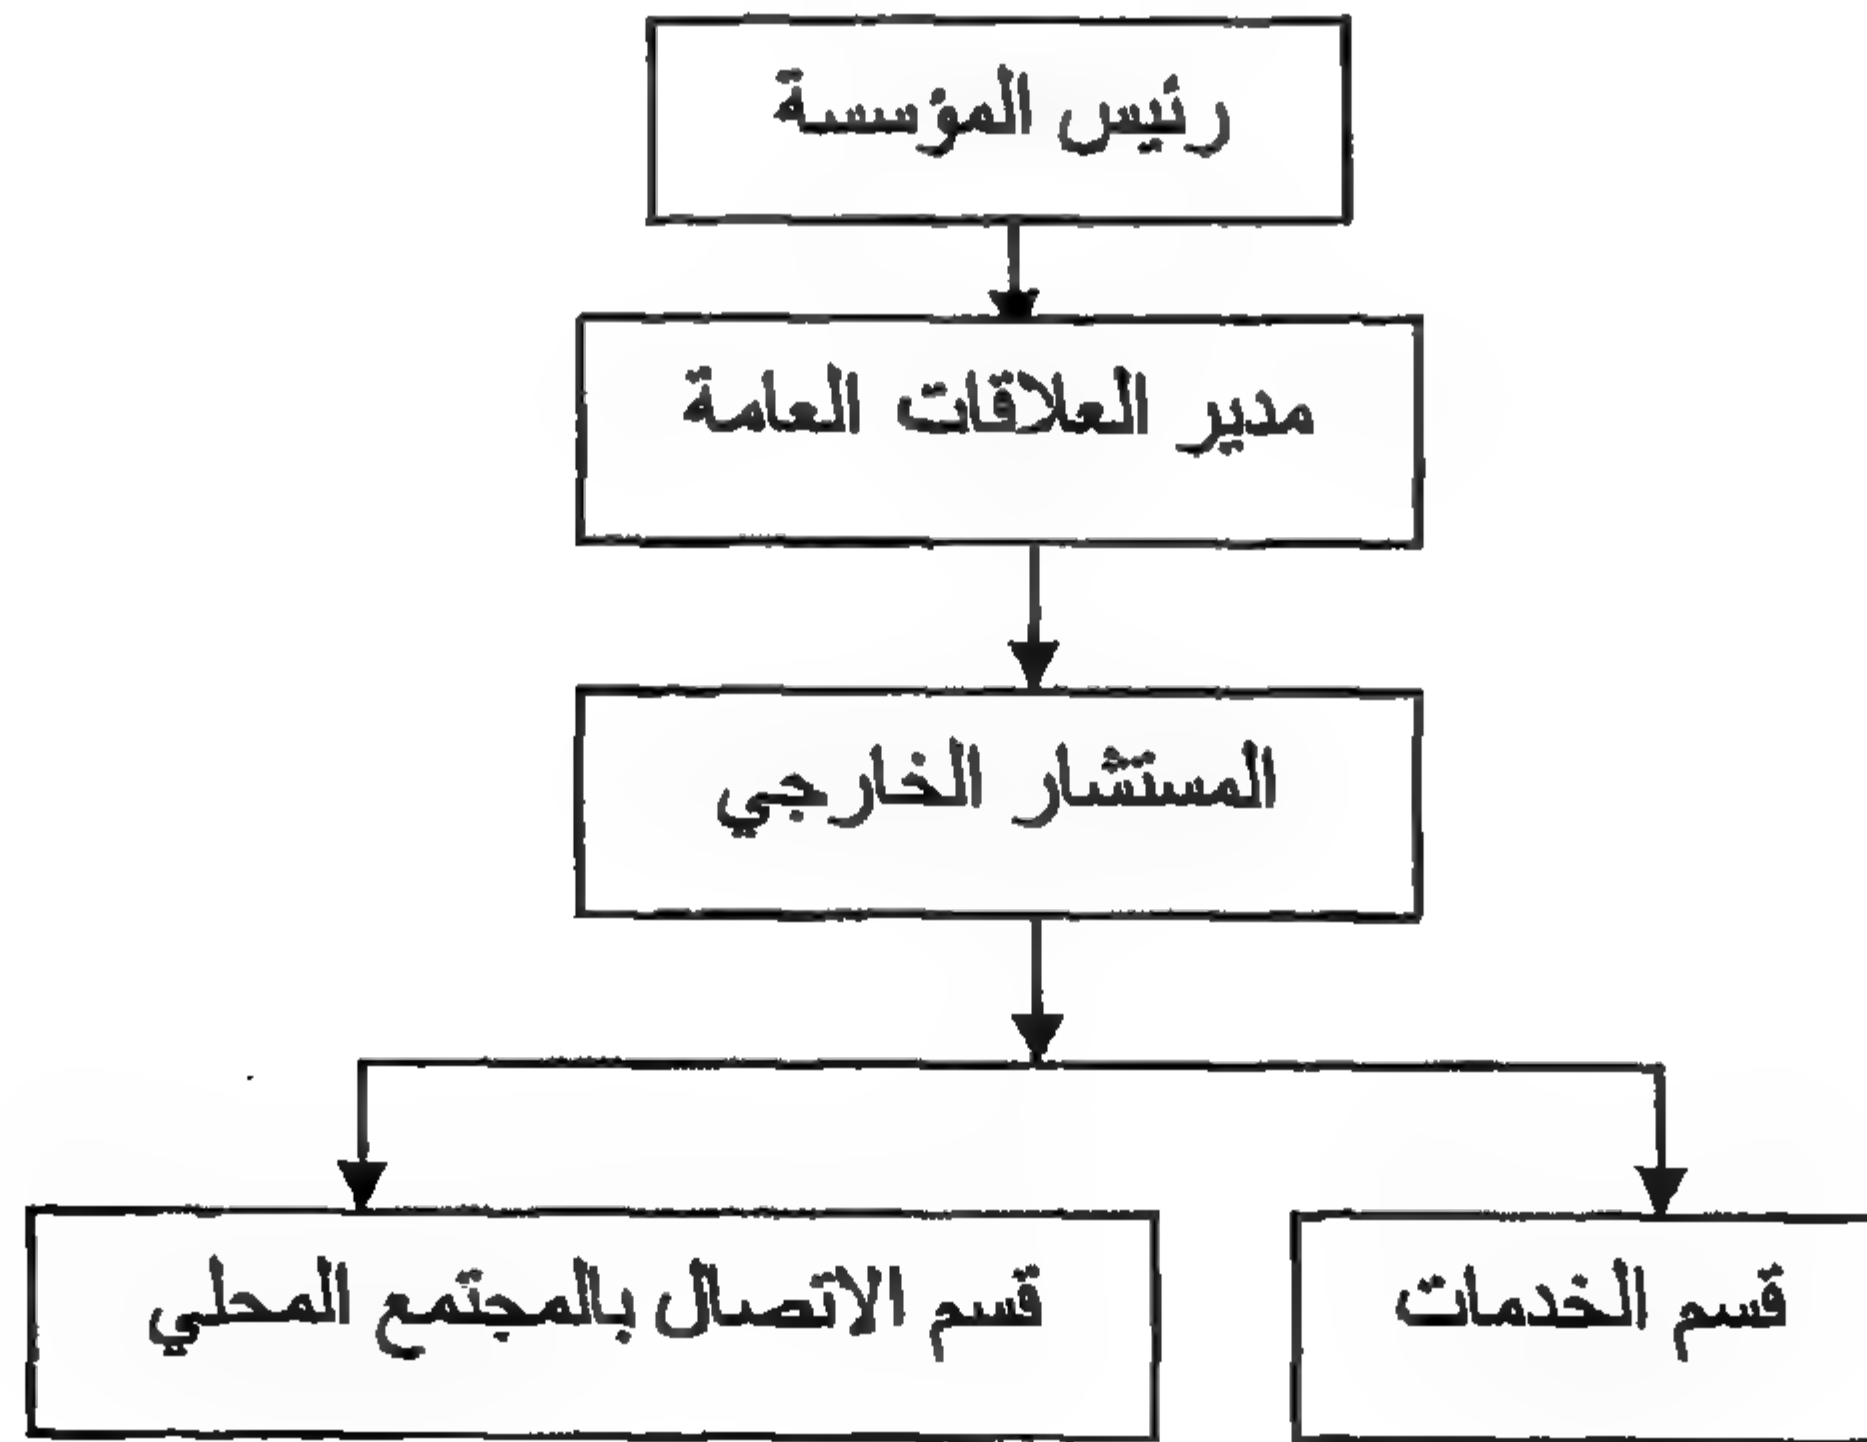 رئيس المؤسسة
مدير العلاقات العامة
المستشار الخارجي
قسم الخدمات
قسم الاتصال بالمجتمع المحلي